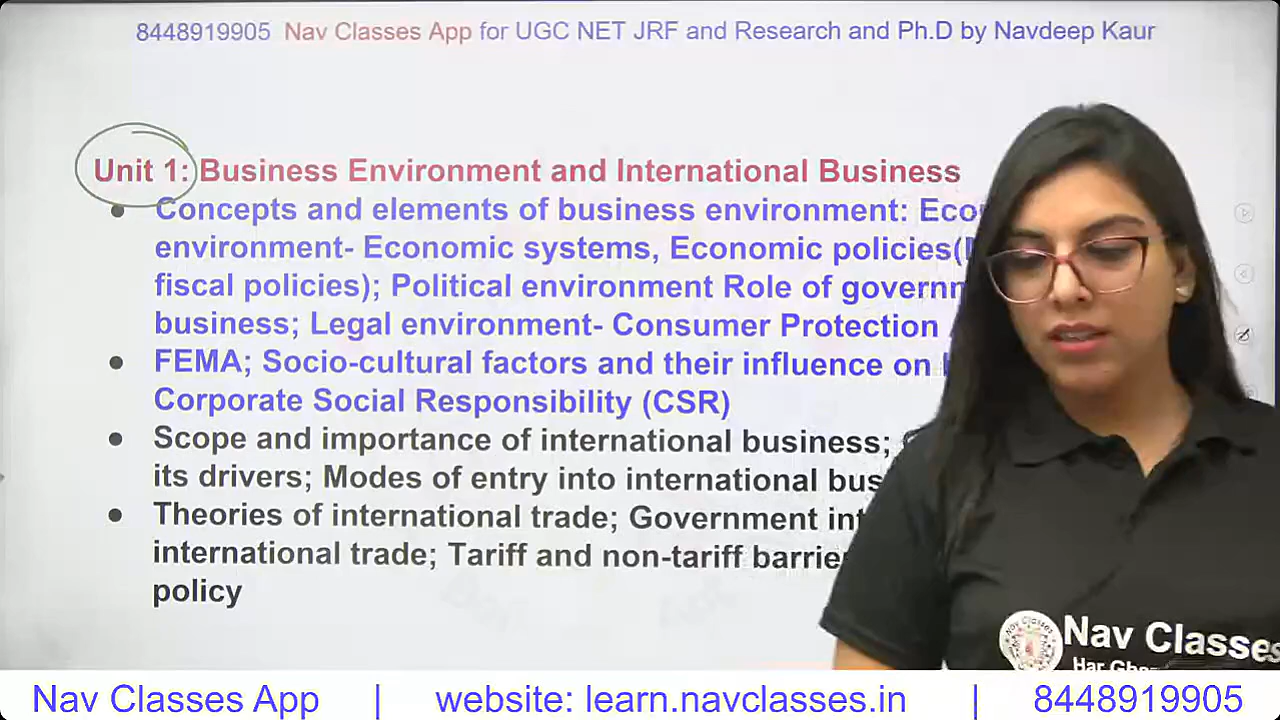 8448919905 Nav Classes App for UGC NET JRF and Research and Ph.D by Navdeep Kaur
Unit 1: Business Environment and International Business
Concepts and elements of business environment:
environment- Economic systems, Economic policies(
fiscal policies); Political environment Role of
business; Legal environment- Consumer Protection
FEMA; Socio-cultural factors and their influence on
Corporate Social Responsibility (CSR)
Scope and importance of international business;
its drivers; Modes of entry into international
Theories of international trade; Government
international trade; Tariff and non-tariff
policy
Nav Classes
Har
Nav Classes App | website: learn.navclasses.in | 8448919905